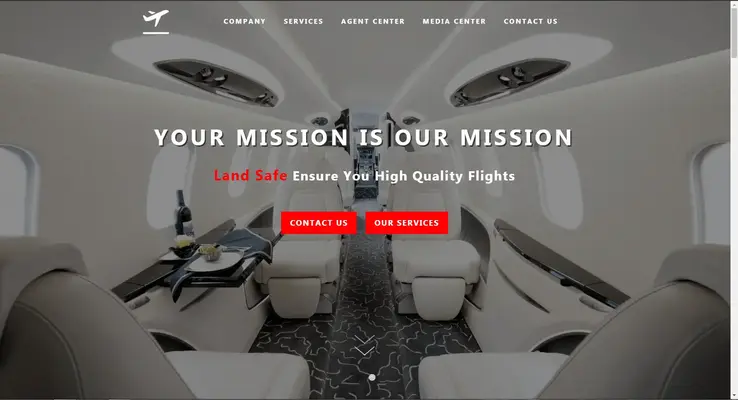 COMPANY SERVICES AGENT CENTER MEDIA CENTER CONTACT US
YOUR MISSION IS OUR MISSION
Land Safe Ensure You High Quality Flights
CONTACT US OUR SERVICES